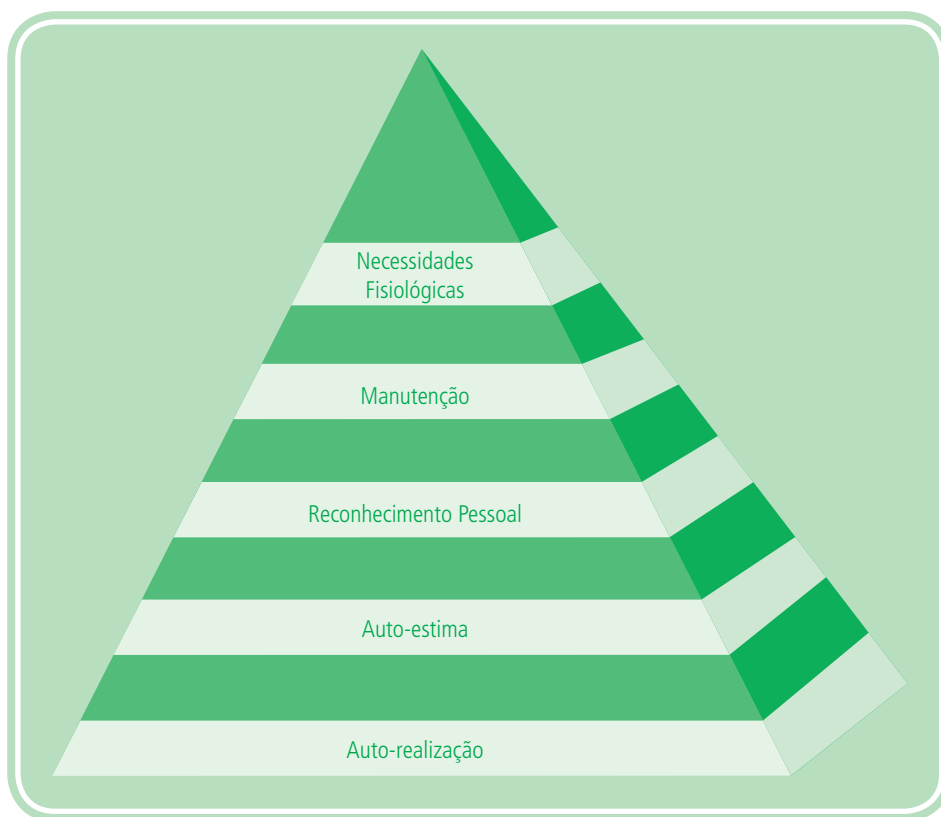 Necessidades
Fisiológicas
Manutenção
Reconhecimento Pessoal
Auto-estima
Auto-realização